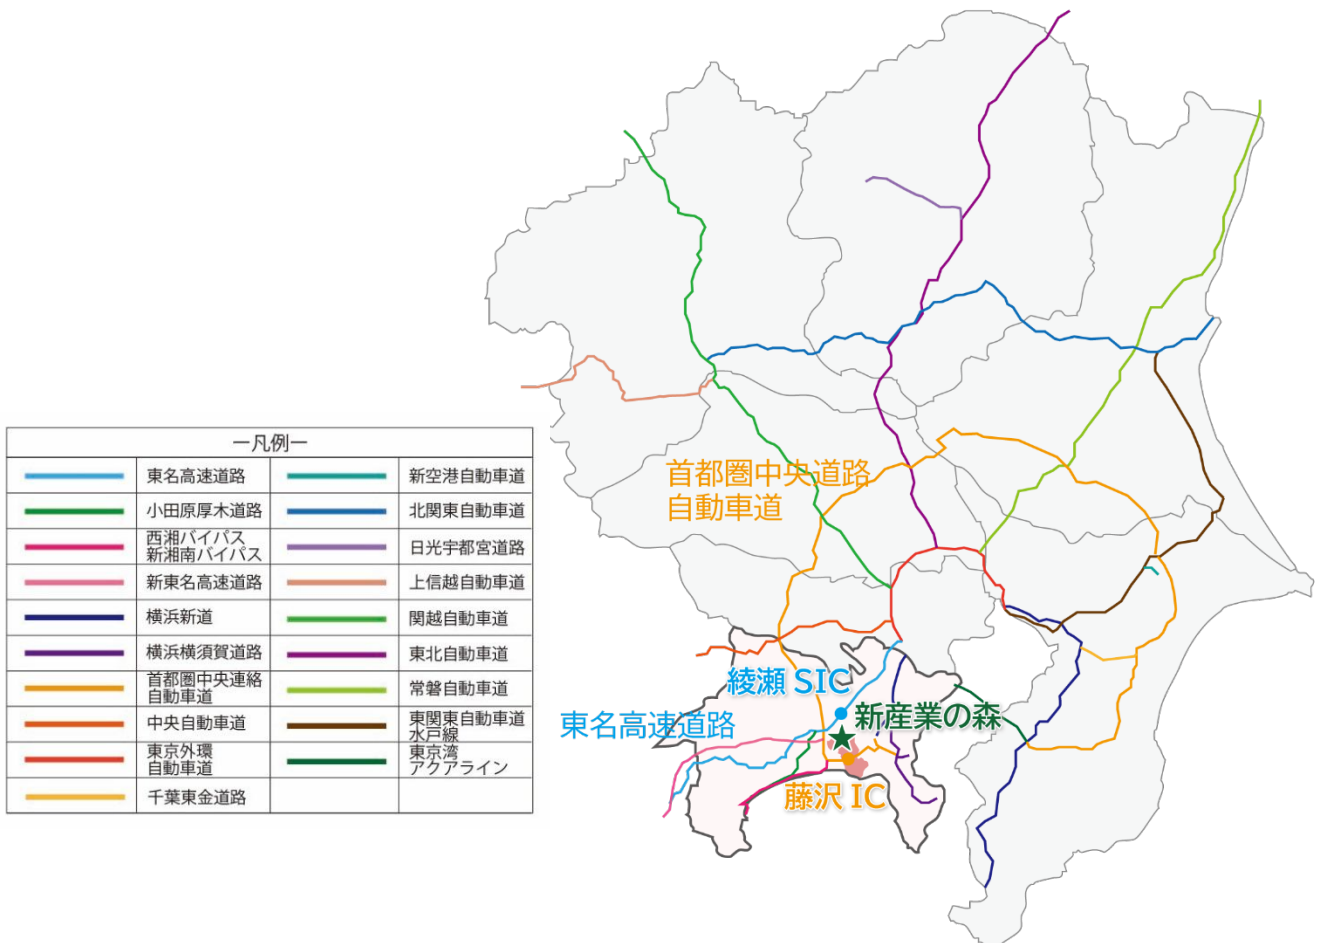 ー凡例ー
東名高速道路
新空港自動車道
小田原厚木道路
北関東自動車道
西湘バイパス
新湘南バイパス
日光宇都宮道路
新東名高速道路
上信越自動車道
横浜新道
関越自動車道
横浜横須賀道路
東北自動車道
首都圏中央連絡
自動車道
常磐自動車道
中央自動車道
東関東自動車道
水戸線
東京外環
自動車道
東京湾
アクアライン
千葉東金道路
首都圏中央道路
自動車道
綾瀬 SIC
東名高速道路
新産業の森
藤沢 IC